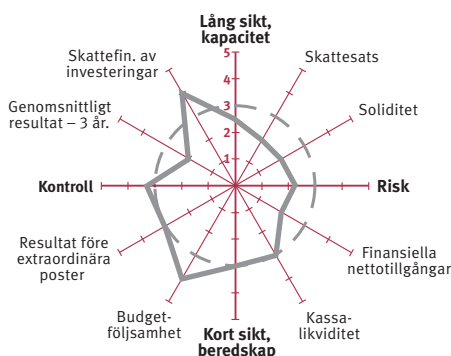 Lång sikt,
kapacitet
Skattefin. av
investeringar
Skattesats
Genomsnittligt
resultat – 3 år.
Soliditet
5
4
3
2
1
Kontroll
Risk
Resultat före
extraordinära
poster
Finansiella
nettotillgångar
Budget-
följsamhet
Kassa-
likviditet
Kort sikt,
beredskap